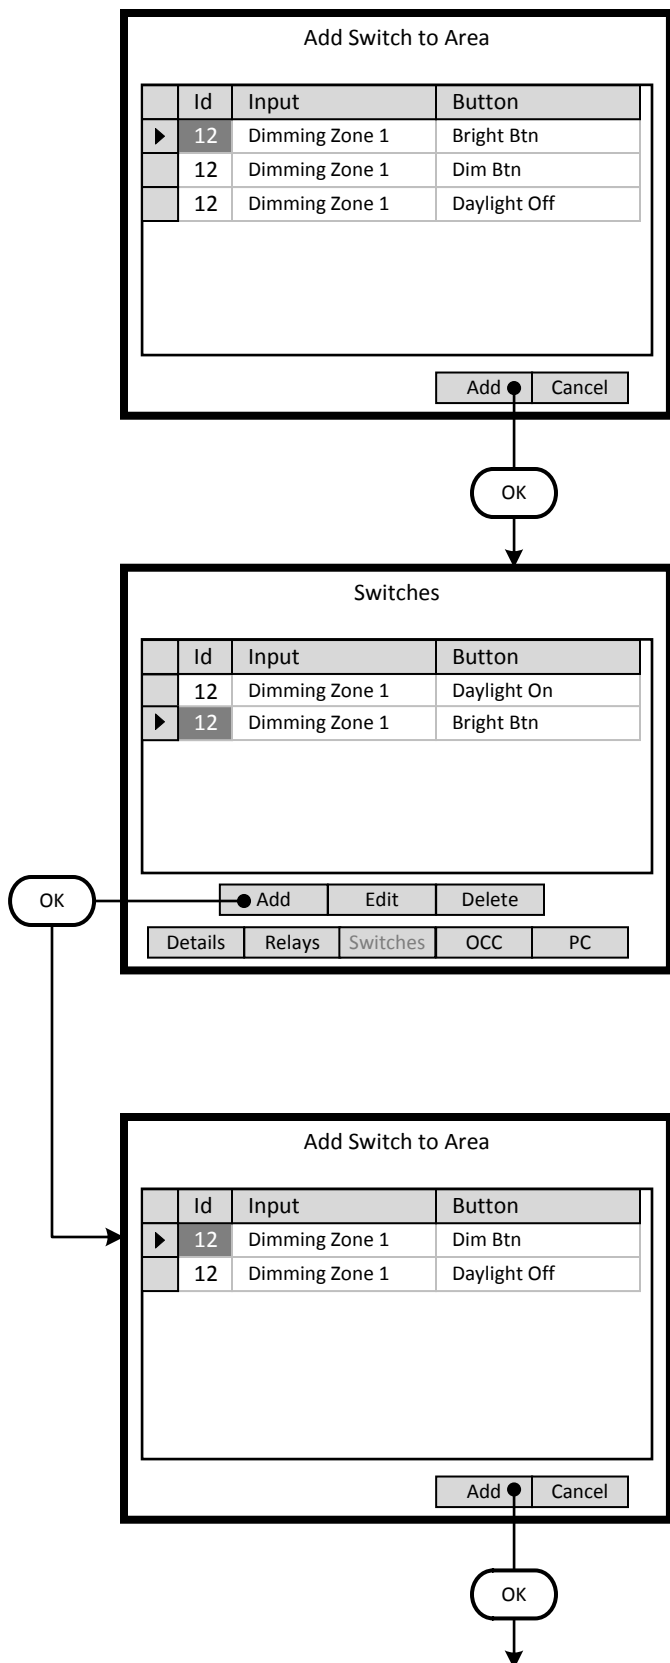 Add Switch to Area
Id Input Button
12 Dimming Zone 1 Bright Btn
12 Dimming Zone 1 Dim Btn
12 Dimming Zone 1 Daylight Off
Add Cancel
OK
Switches
Id Input Button
12 Dimming Zone 1 Daylight On
12 Dimming Zone 1 Bright Btn
OK
Add Edit Delete
Details Relays Switches OCC PC
Add Switch to Area
Id Input Button
12 Dimming Zone 1 Dim Btn
12 Dimming Zone 1 Daylight Off
Add Cancel
OK